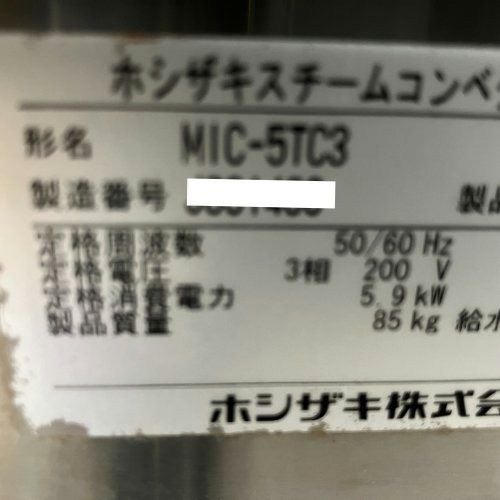 ホシザキスチームコンベ
形名 MIC-5TC3
製造番号 製品
定格周波数 50/60 Hz
定格電圧 3相 200 V
定格消費電力 5.9 kW
製品質量 85 kg 給水
ホシザキ株式会